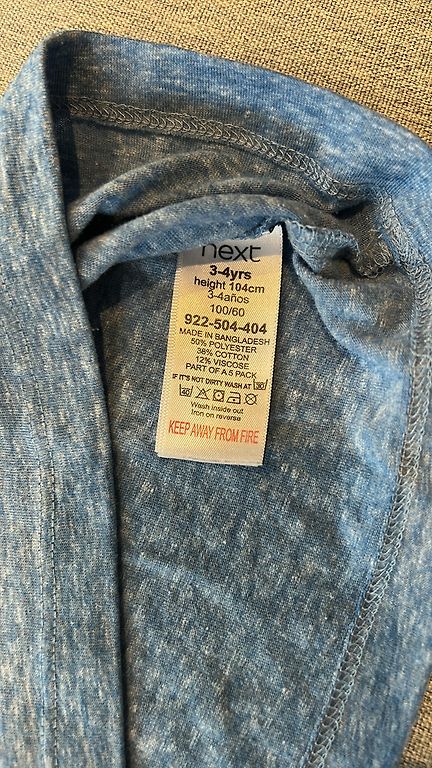 next
3-4yrs
height 104cm
3-4años
100/60
922-504-404
MADE IN BANGLADESH
50% POLYESTER
38% COTTON
12% VISCOSE
PART OF A 5 PACK
IF IT'S NOT DIRTY WASH AT 30
40
Wash inside out
Iron on reverse
KEEP AWAY FROM FIRE